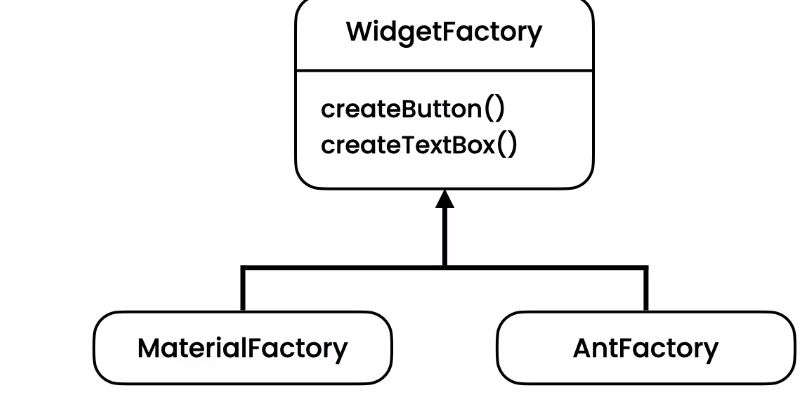 WidgetFactory
createButton()
createTextBox()
MaterialFactory
AntFactory